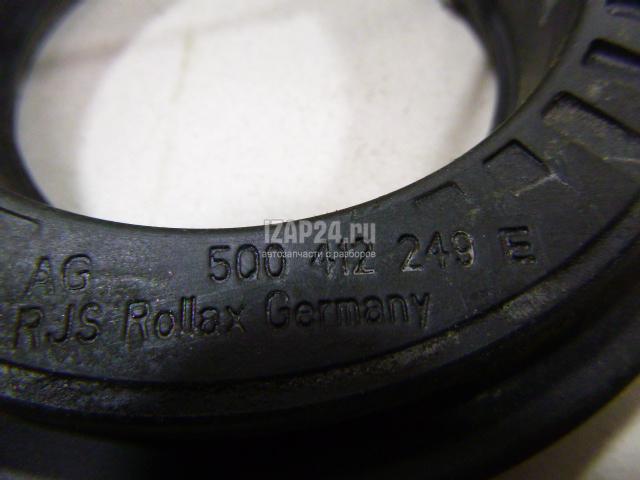 IZAP24.ru
автозапчасти с разборов
AG 500 412 249 E
RJS Rollax Germany